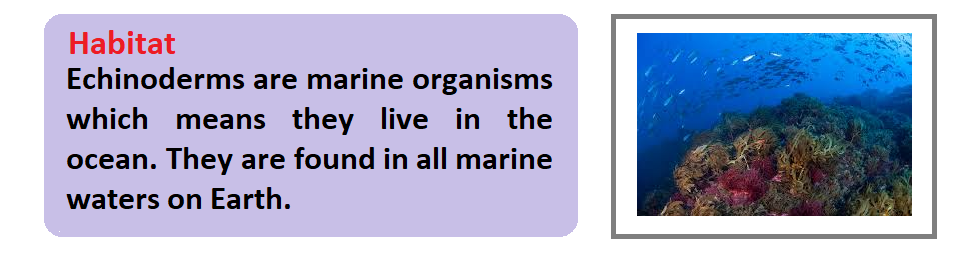 Habitat
Echinoderms are marine organisms
which means they live in the
ocean. They are found in all marine
waters on Earth.